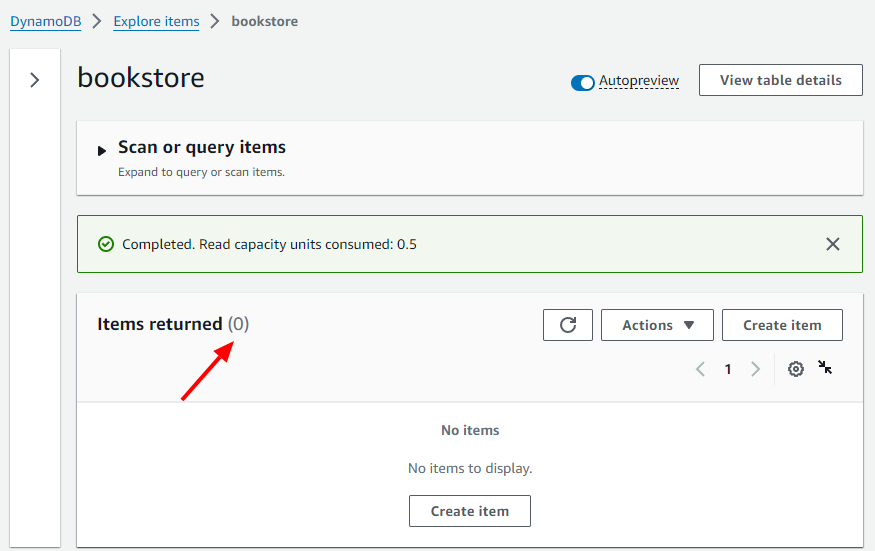 DynamoDB > Explore items > bookstore
bookstore
Autopreview
View table details
Scan or query items
Expand to query or scan items.
Completed. Read capacity units consumed: 0.5
Items returned (0)
Actions
Create item
1
No items
No items to display.
Create item